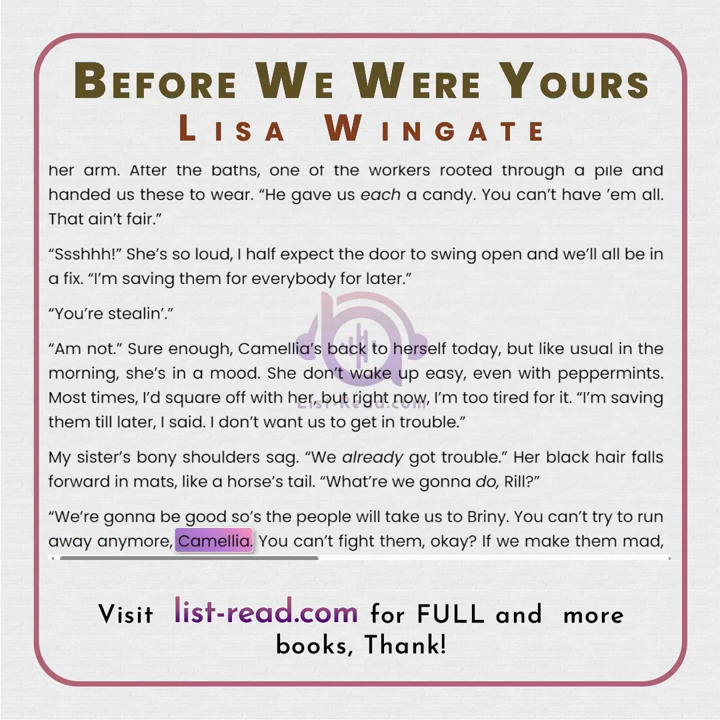 BEFORE WE WERE YOURS
LISA WINGATE
her arm. After the baths, one of the workers rooted through a pile and
handed us these to wear. “He gave us each a candy. You can’t have ’em all.
That ain’t fair.”
“Ssshhh!” She’s so loud, I half expect the door to swing open and we’ll all be in
a fix. “I’m saving them for everybody for later.”
“You’re stealin’.”
“Am not.” Sure enough, Camellia’s back to herself today, but like usual in the
morning, she’s in a mood. She don’t wake up easy, even with peppermints.
Most times, I’d square off with her, but right now, I’m too tired for it. “I’m saving
List-Read.com
them till later, I said. I don’t want us to get in trouble.”
My sister’s bony shoulders sag. “We already got trouble.” Her black hair falls
forward in mats, like a horse’s tail. “What’re we gonna do, Rill?”
“We’re gonna be good so’s the people will take us to Briny. You can’t try to run
away anymore, Camellia. You can’t fight them, okay? If we make them mad,
Visit list-read.com for FULL and more
books, Thank!